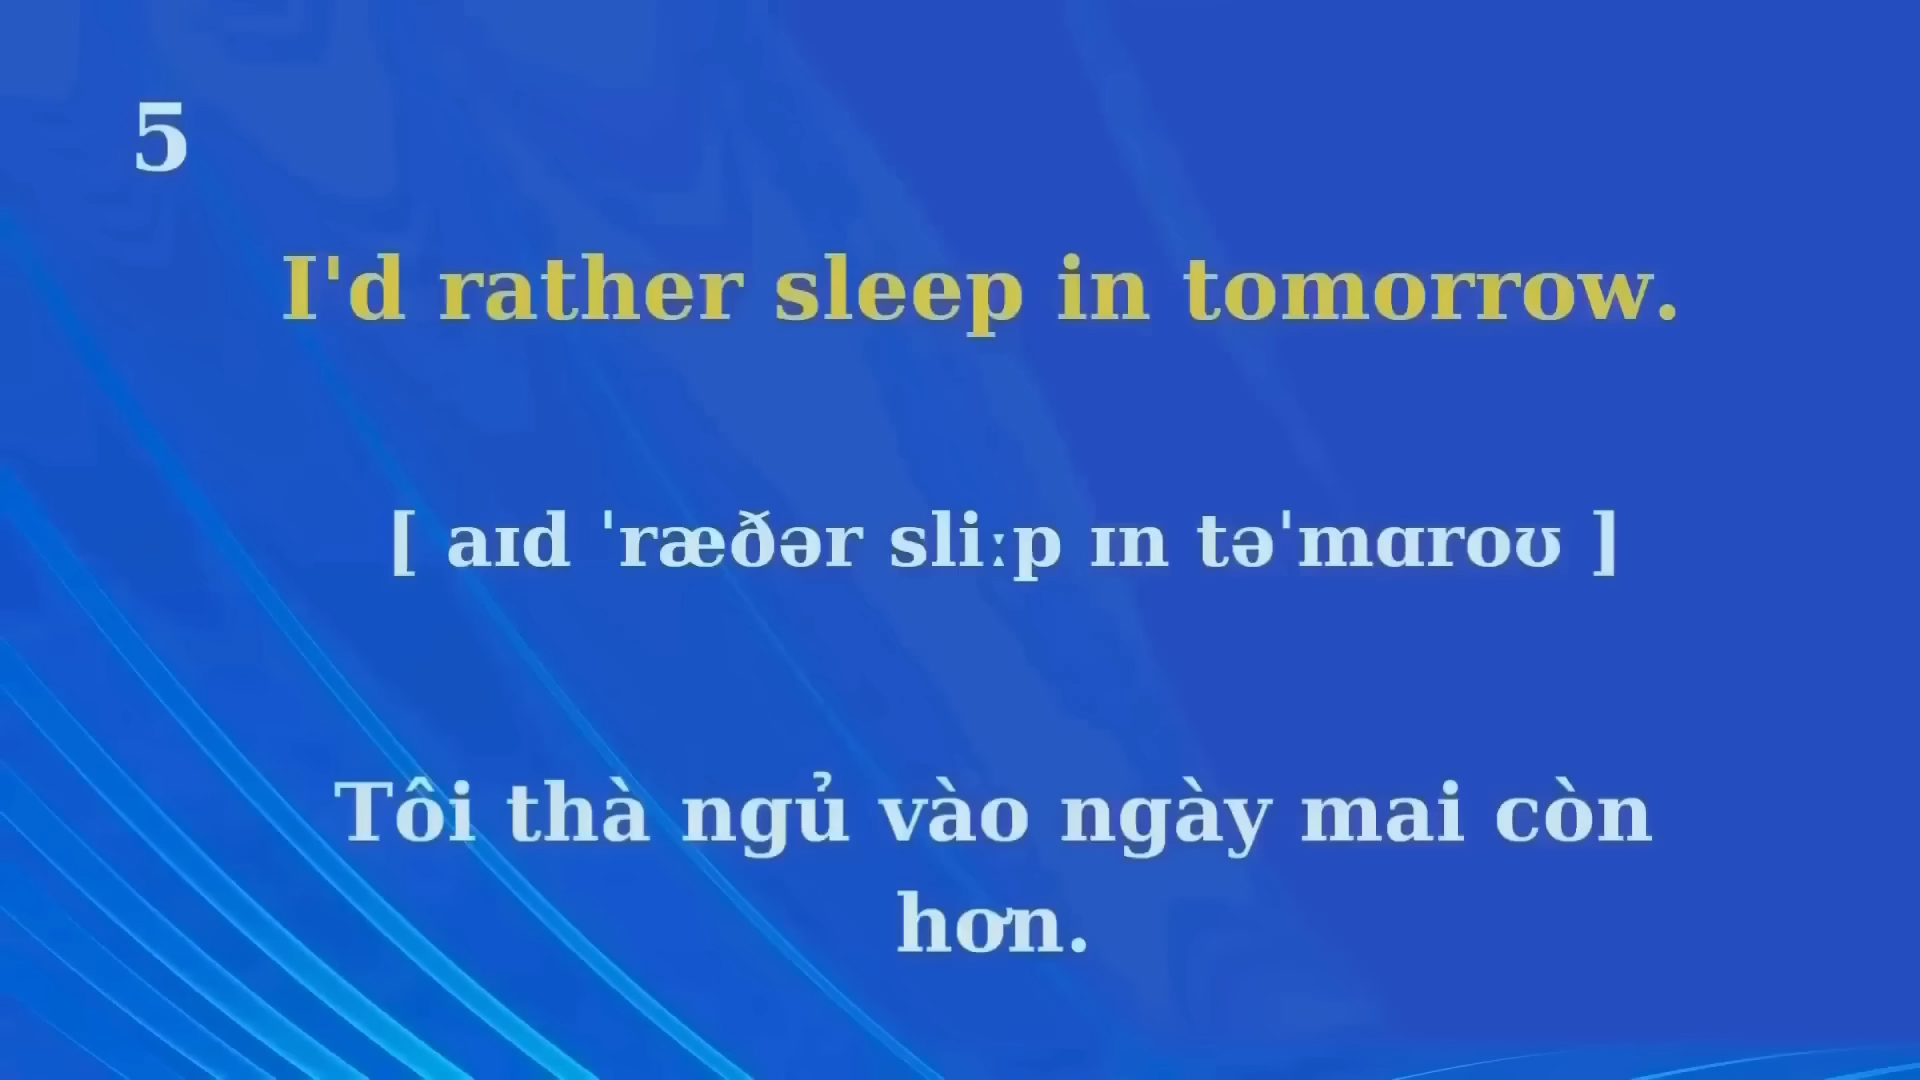 5
I'd rather sleep in tomorrow.
[ aɪd ˈræðər sliːp ɪn təˈmɑroʊ ]
Tôi thà ngủ vào ngày mai còn
hơn.